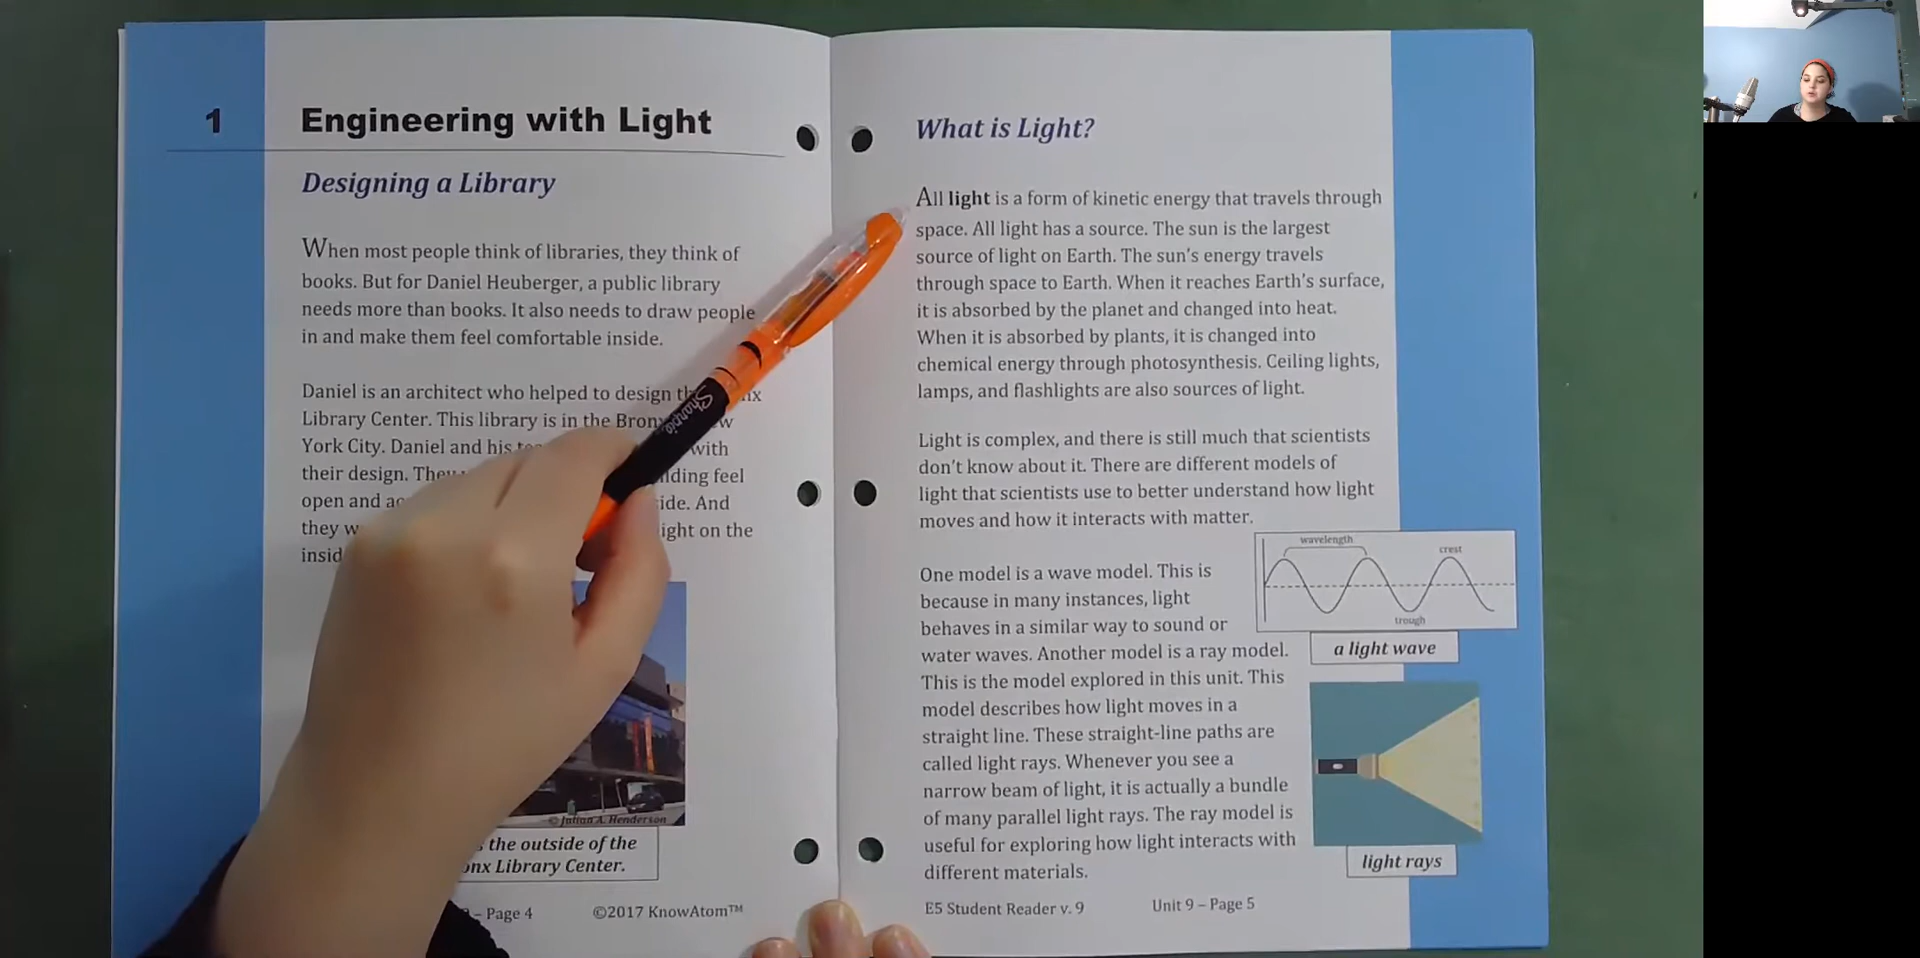 1
Engineering with Light
Designing a Library
When most people think of libraries, they think of
books. But for Daniel Heuberger, a public library
needs more than books. It also needs to draw people
in and make them feel comfortable inside.
Daniel is an architect who helped to design
Library Center. This library is in the
York City. Daniel and his with
their design. feel
open and And
they on the
© Julian A. Henderson
the outside of the
Library Center.
– Page 4
©2017 KnowAtom™
Sharpie
What is Light?
All light is a form of kinetic energy that travels through
space. All light has a source. The sun is the largest
source of light on Earth. The sun's energy travels
through space to Earth. When it reaches Earth's surface,
it is absorbed by the planet and changed into heat.
When it is absorbed by plants, it is changed into
chemical energy through photosynthesis. Ceiling lights,
lamps, and flashlights are also sources of light.
Light is complex, and there is still much that scientists
don't know about it. There are different models of
light that scientists use to better understand how light
moves and how it interacts with matter.
One model is a wave model. This is
because in many instances, light
behaves in a similar way to sound or
water waves. Another model is a ray model.
This is the model explored in this unit. This
model describes how light moves in a
straight line. These straight-line paths are
called light rays. Whenever you see a
narrow beam of light, it is actually a bundle
of many parallel light rays. The ray model is
useful for exploring how light interacts with
different materials.
wavelength
crest
trough
a light wave
light rays
E5 Student Reader v. 9
Unit 9 – Page 5